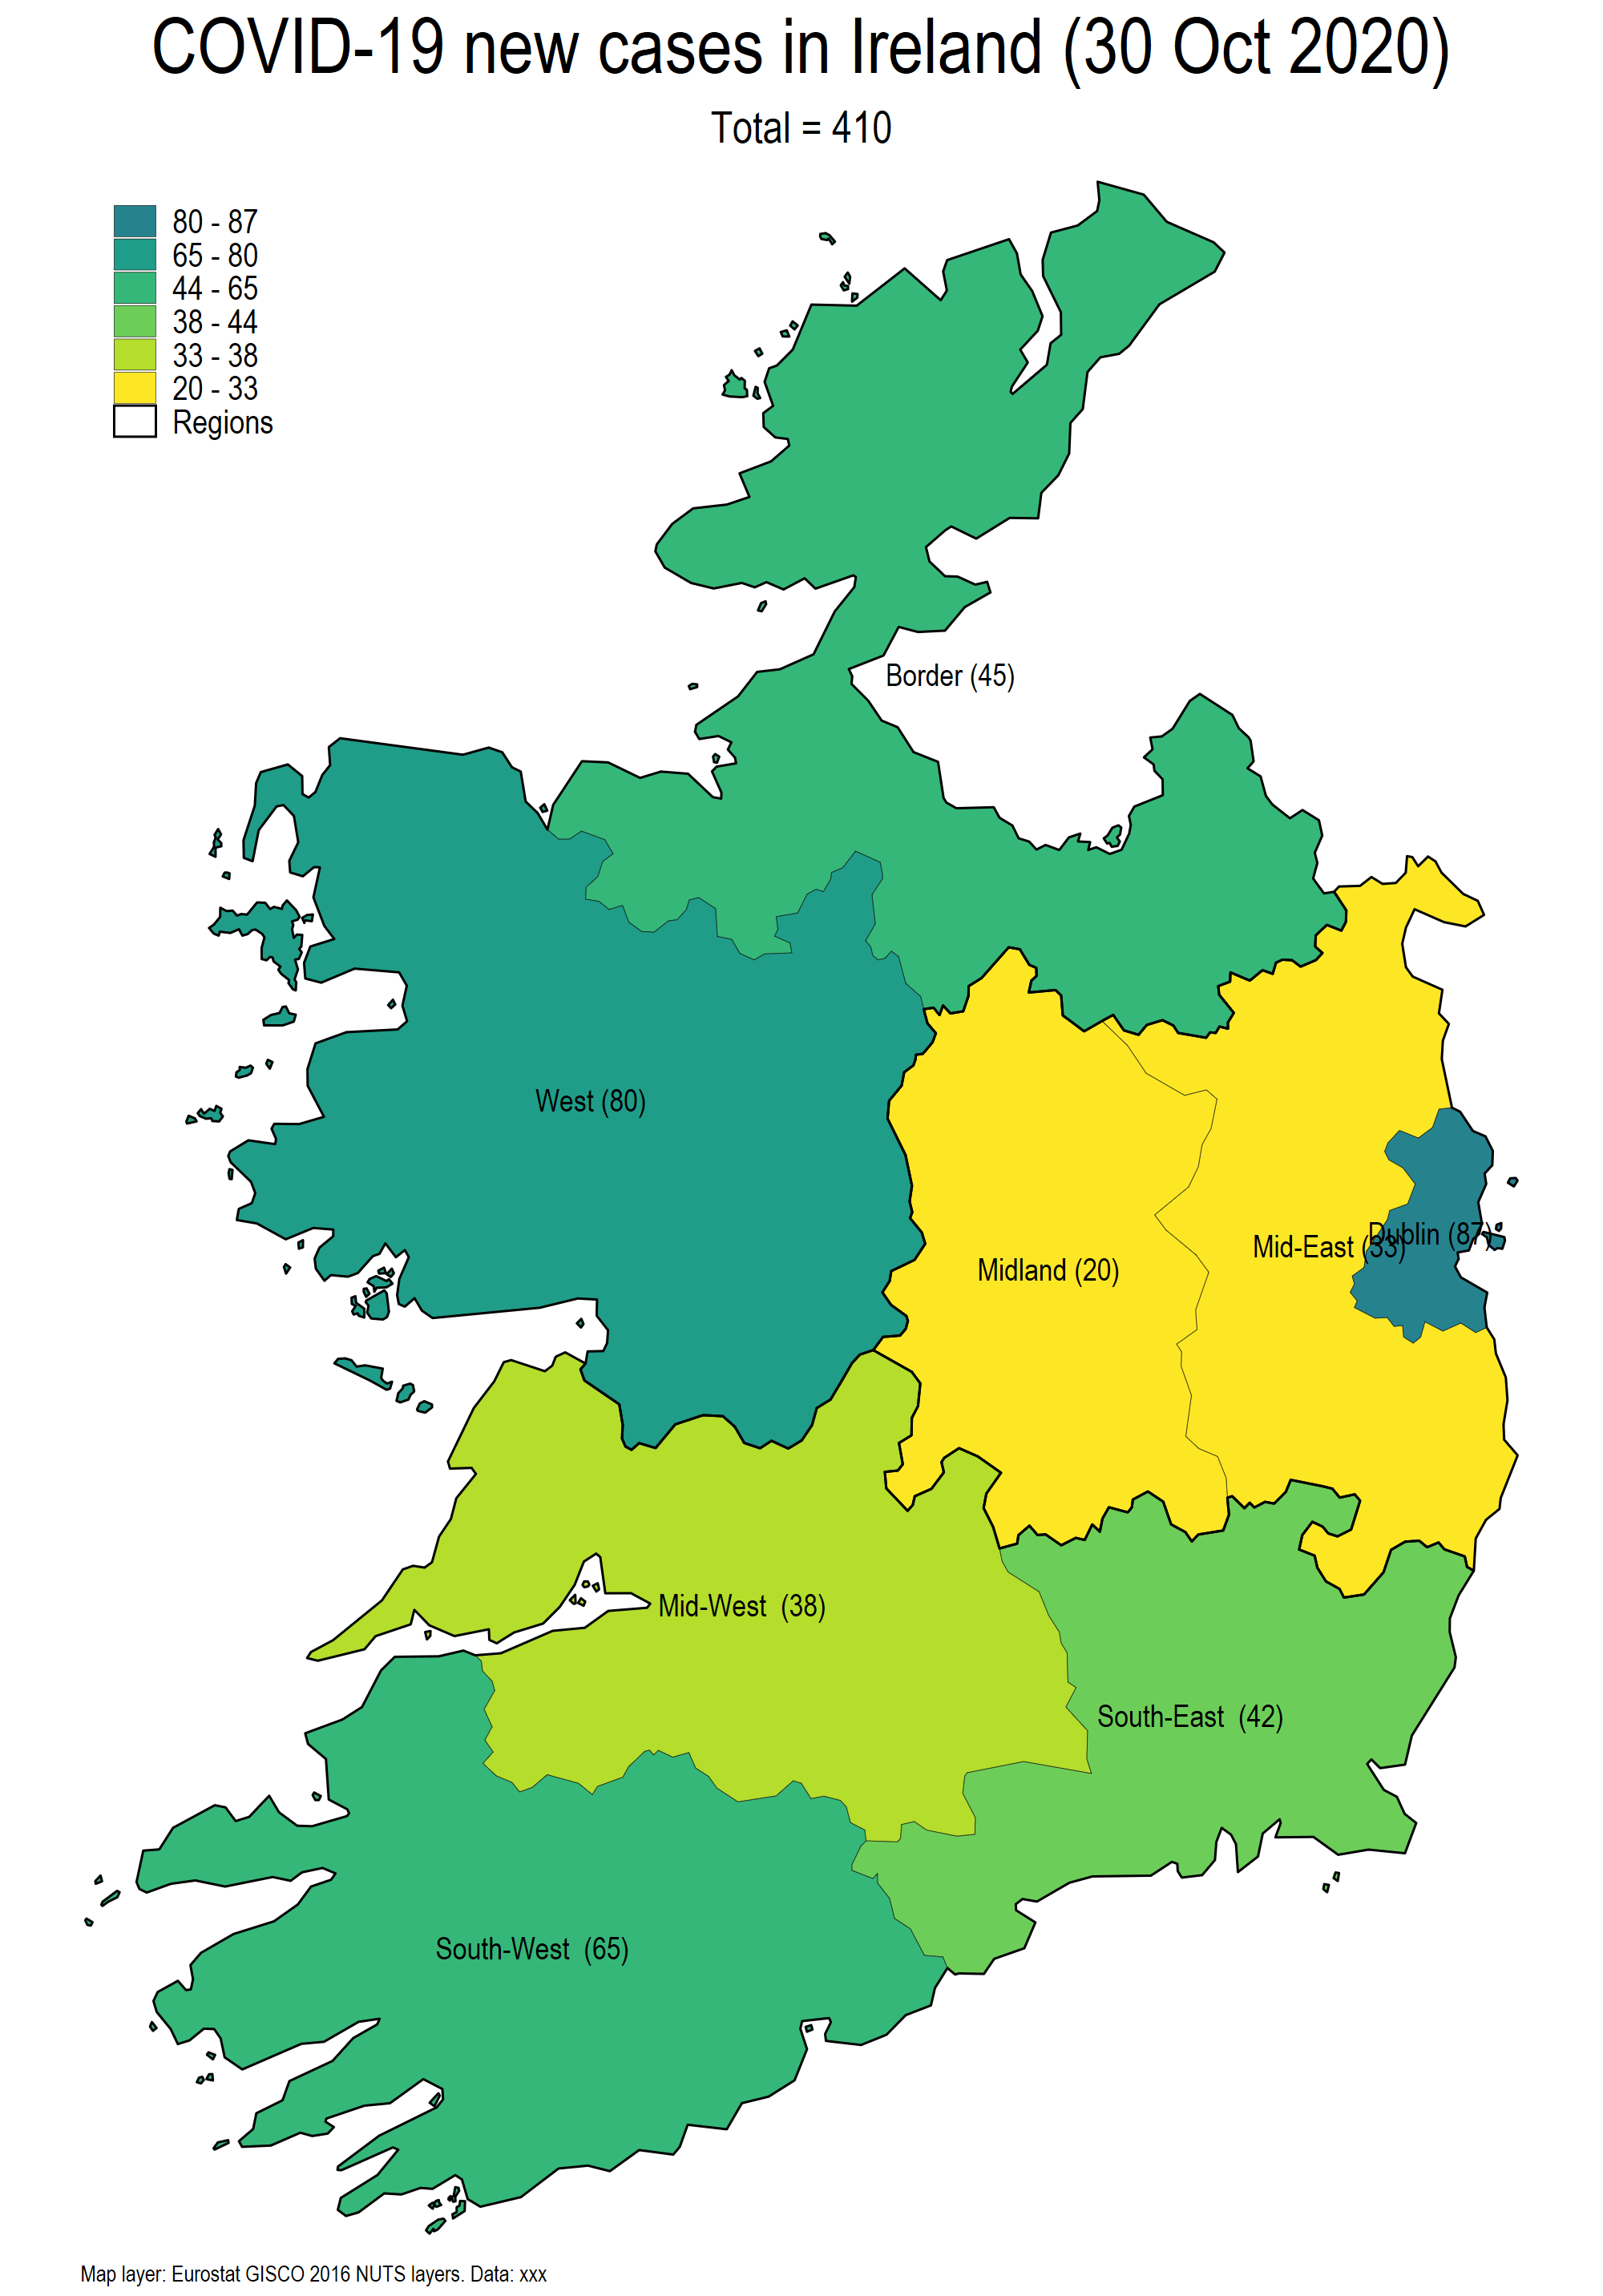 COVID-19 new cases in Ireland (30 Oct 2020)
Total = 410
80 - 87
65 - 80
44 - 65
38 - 44
33 - 38
20 - 33
Regions
Border (45)
West (80)
Dublin (87)
Mid-East (33)
Midland (20)
Mid-West (38)
South-East (42)
South-West (65)
Map layer: Eurostat GISCO 2016 NUTS layers. Data: xxx